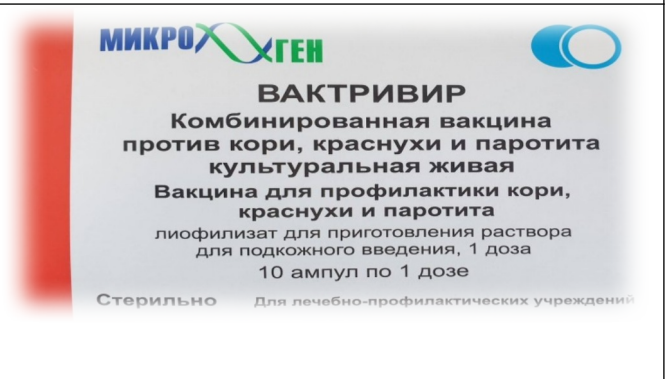 МИКРОГЕН
ВАКТРИВИР
Комбинированная вакцина
против кори, краснухи и паротита
культуральная живая
Вакцина для профилактики кори,
краснухи и паротита
лиофилизат для приготовления раствора
для подкожного введения, 1 доза
10 ампул по 1 дозе
Стерильно Для лечебно-профилактических учреждений